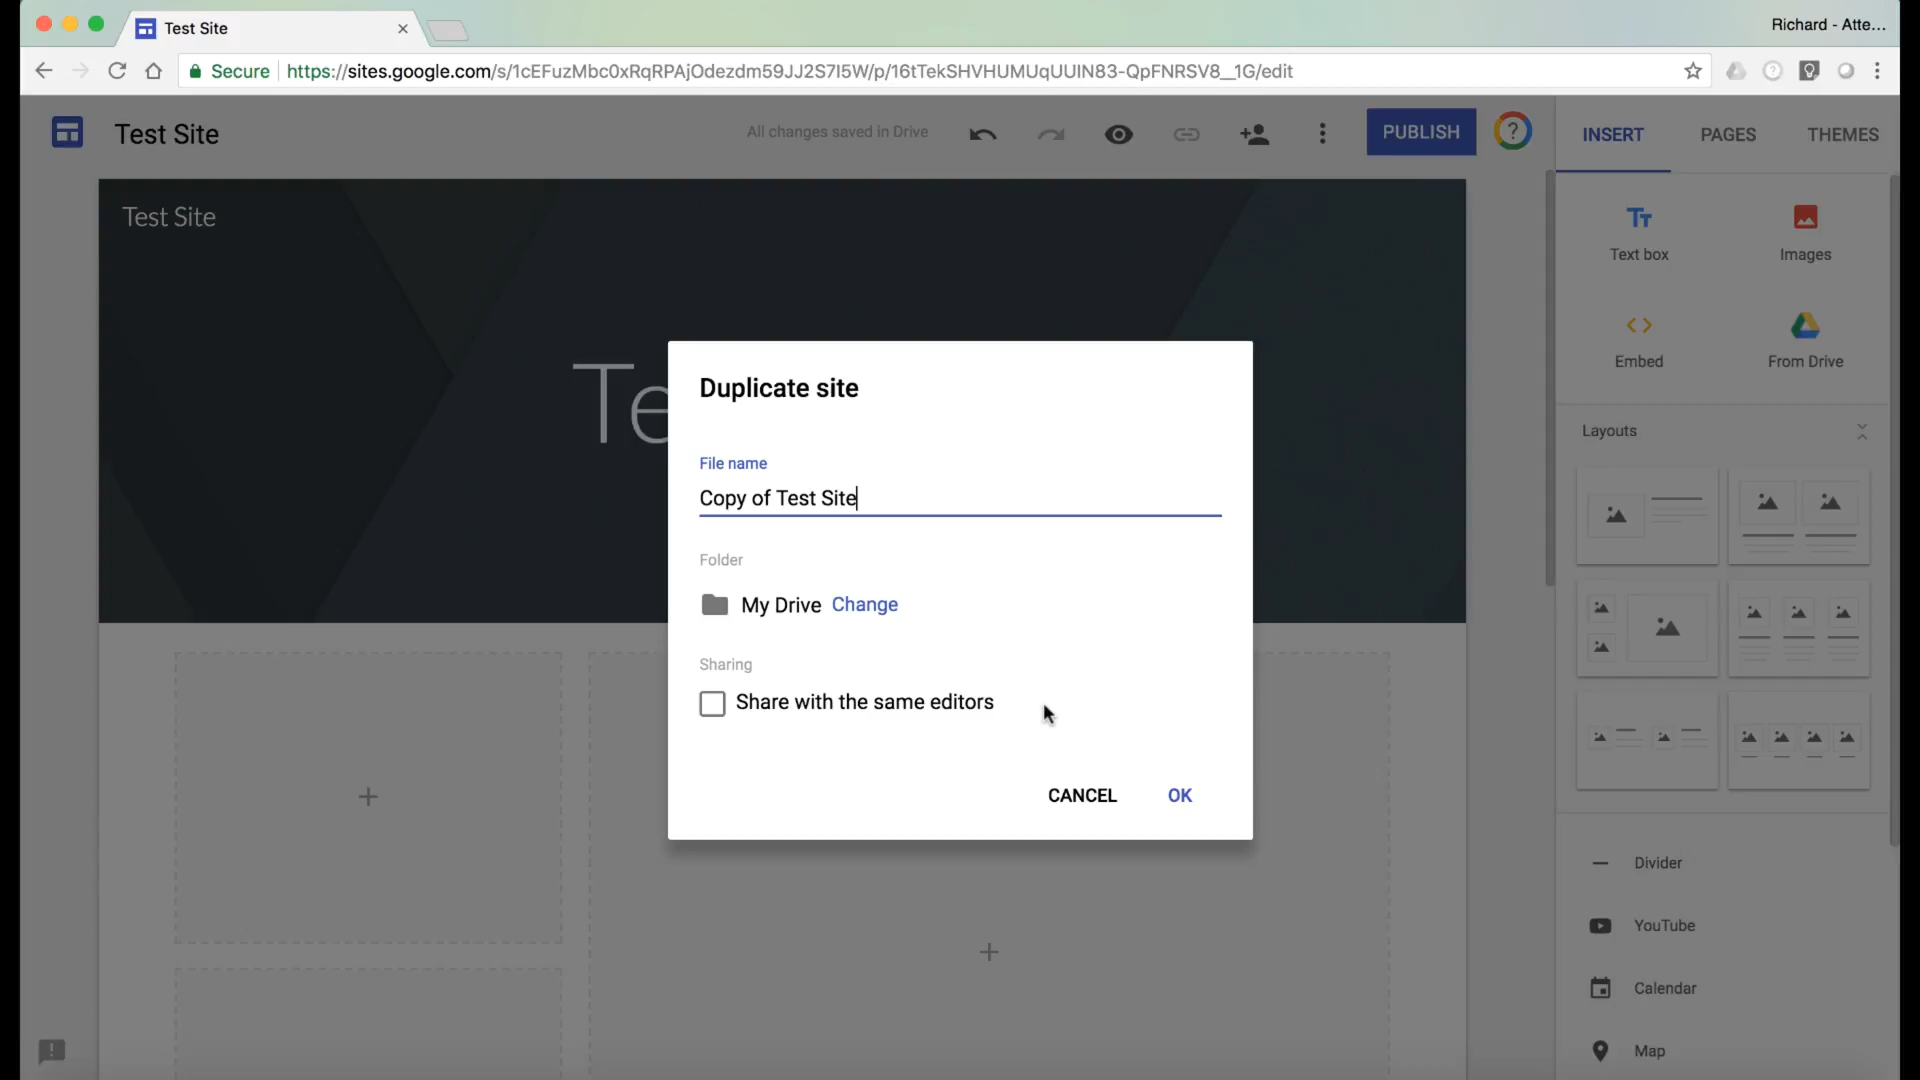 Test Site
Richard - Atte...
Secure
https://sites.google.com/s/1cEFuzMbc0xRqRPAjOdezdm59JJ2S7I5W/p/16tTekSHVHUMUqUUIN83-QpFNRSV8__1G/edit
Test Site
All changes saved in Drive
PUBLISH
INSERT
PAGES
THEMES
Test Site
Te
Duplicate site
File name
Copy of Test Site
Folder
My Drive Change
Sharing
Share with the same editors
CANCEL
OK
Text box
Images
Embed
From Drive
Layouts
Divider
YouTube
Calendar
Map